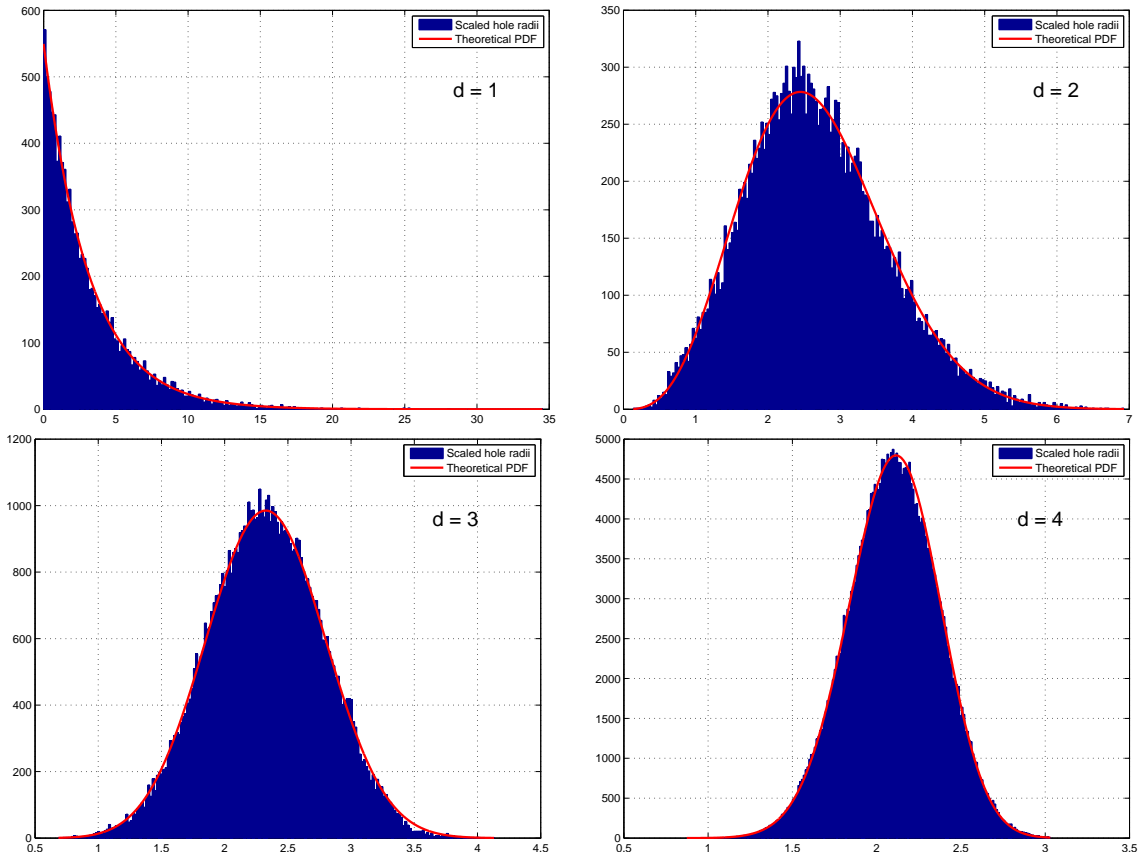 600
500
400
300
200
100
0
0 5 10 15 20 25 30 35
Scaled hole radii
Theoretical PDF
d = 1
350
300
250
200
150
100
50
0
0 1 2 3 4 5 6 7
Scaled hole radii
Theoretical PDF
d = 2
1200
1000
800
600
400
200
0
0.5 1 1.5 2 2.5 3 3.5 4 4.5
Scaled hole radii
Theoretical PDF
d = 3
5000
4500
4000
3500
3000
2500
2000
1500
1000
500
0
0.5 1 1.5 2 2.5 3 3.5
Scaled hole radii
Theoretical PDF
d = 4